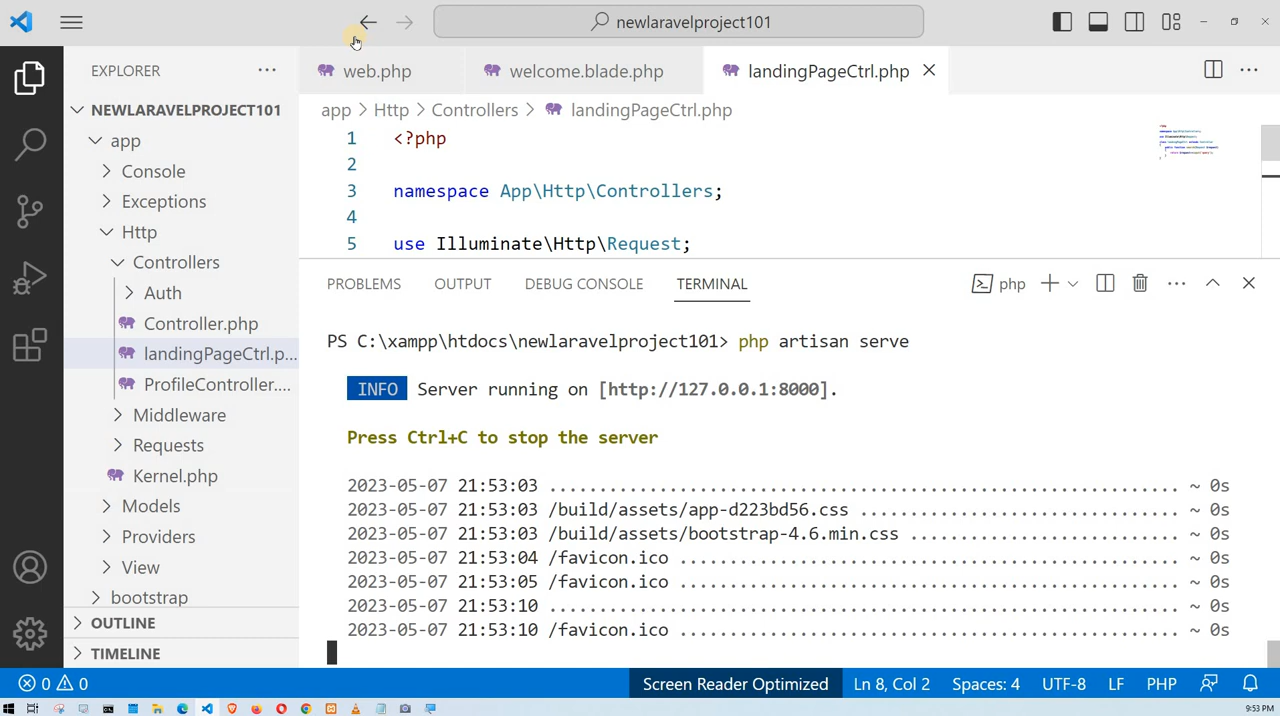 newlaravelproject101
EXPLORER
NEWLARAVELPROJECT101
app
Console
Exceptions
Http
Controllers
Auth
Controller.php
landingPageCtrl.p...
ProfileController....
Middleware
Requests
Kernel.php
Models
Providers
View
bootstrap
OUTLINE
TIMELINE
web.php
welcome.blade.php
landingPageCtrl.php
app > Http > Controllers > landingPageCtrl.php
1 <?php
2
3 namespace App\Http\Controllers;
4
5 use Illuminate\Http\Request;
PROBLEMS OUTPUT DEBUG CONSOLE TERMINAL php
PS C:\xampp\htdocs\newlaravelproject101> php artisan serve
INFO Server running on [http://127.0.0.1:8000].
Press Ctrl+C to stop the server
2023-05-07 21:53:03 ............................................................... ~ 0s
2023-05-07 21:53:03 /build/assets/app-d223bd56.css ................................. ~ 0s
2023-05-07 21:53:03 /build/assets/bootstrap-4.6.min.css ........................... ~ 0s
2023-05-07 21:53:04 /favicon.ico .................................................. ~ 0s
2023-05-07 21:53:05 /favicon.ico .................................................. ~ 0s
2023-05-07 21:53:10 ............................................................... ~ 0s
2023-05-07 21:53:10 /favicon.ico .................................................. ~ 0s
0 0 Screen Reader Optimized Ln 8, Col 2 Spaces: 4 UTF-8 LF PHP
9:53 PM